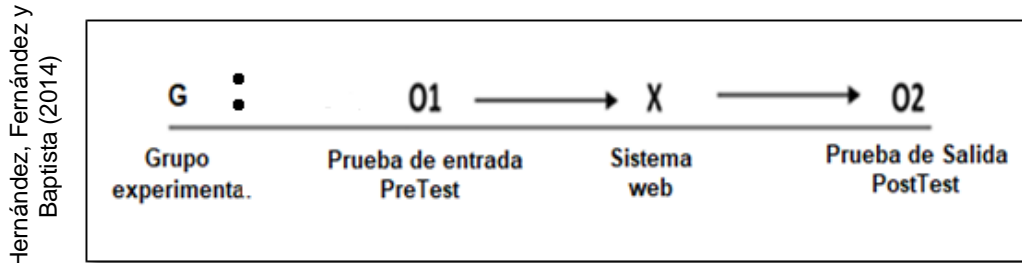 Hernández, Fernández y
Baptista (2014)
G : O1 X O2
Grupo
experimenta.
Prueba de entrada
PreTest
Sistema
web
Prueba de Salida
PostTest